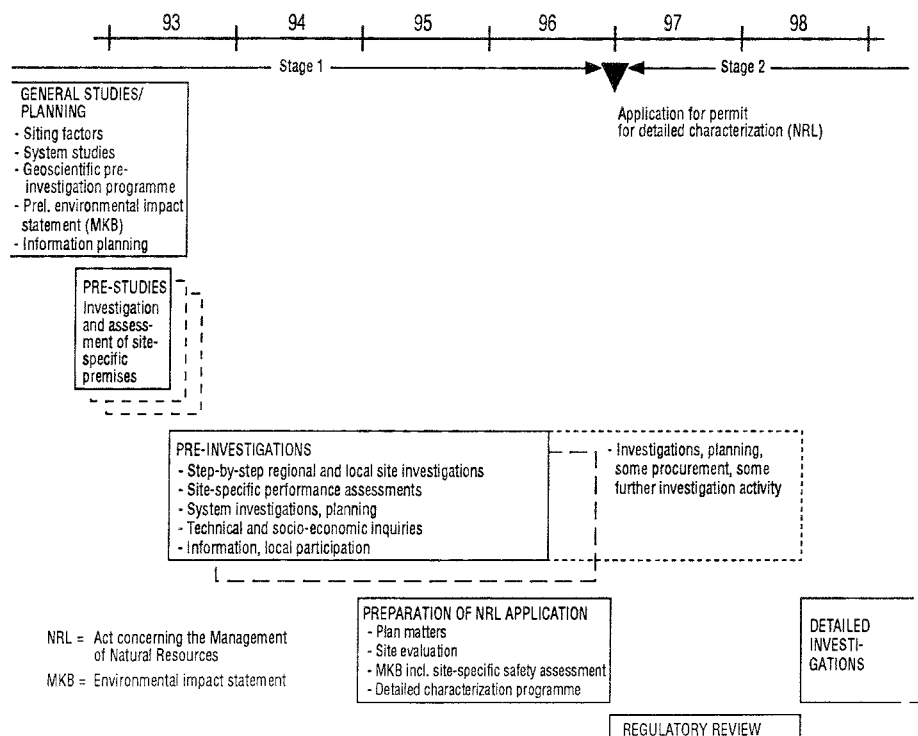 93 94 95 96 97 98
Stage 1 Stage 2
GENERAL STUDIES/
PLANNING
- Siting factors
- System studies
- Geoscientific pre-
investigation programme
- Prel. environmental impact
statement (MKB)
- Information planning
Application for permit
for detailed characterization (NRL)
PRE-STUDIES
Investigation
and assess-
ment of site-
specific
premises
PRE-INVESTIGATIONS
- Step-by-step regional and local site investigations
- Site-specific performance assessments
- System investigations, planning
- Technical and socio-economic inquiries
- Information, local participation
- Investigations, planning,
some procurement, some
further investigation activity
NRL = Act concerning the Management
of Natural Resources
MKB = Environmental impact statement
PREPARATION OF NRL APPLICATION
- Plan matters
- Site evaluation
- MKB incl. site-specific safety assessment
- Detailed characterization programme
DETAILED
INVESTI-
GATIONS
REGULATORY REVIEW